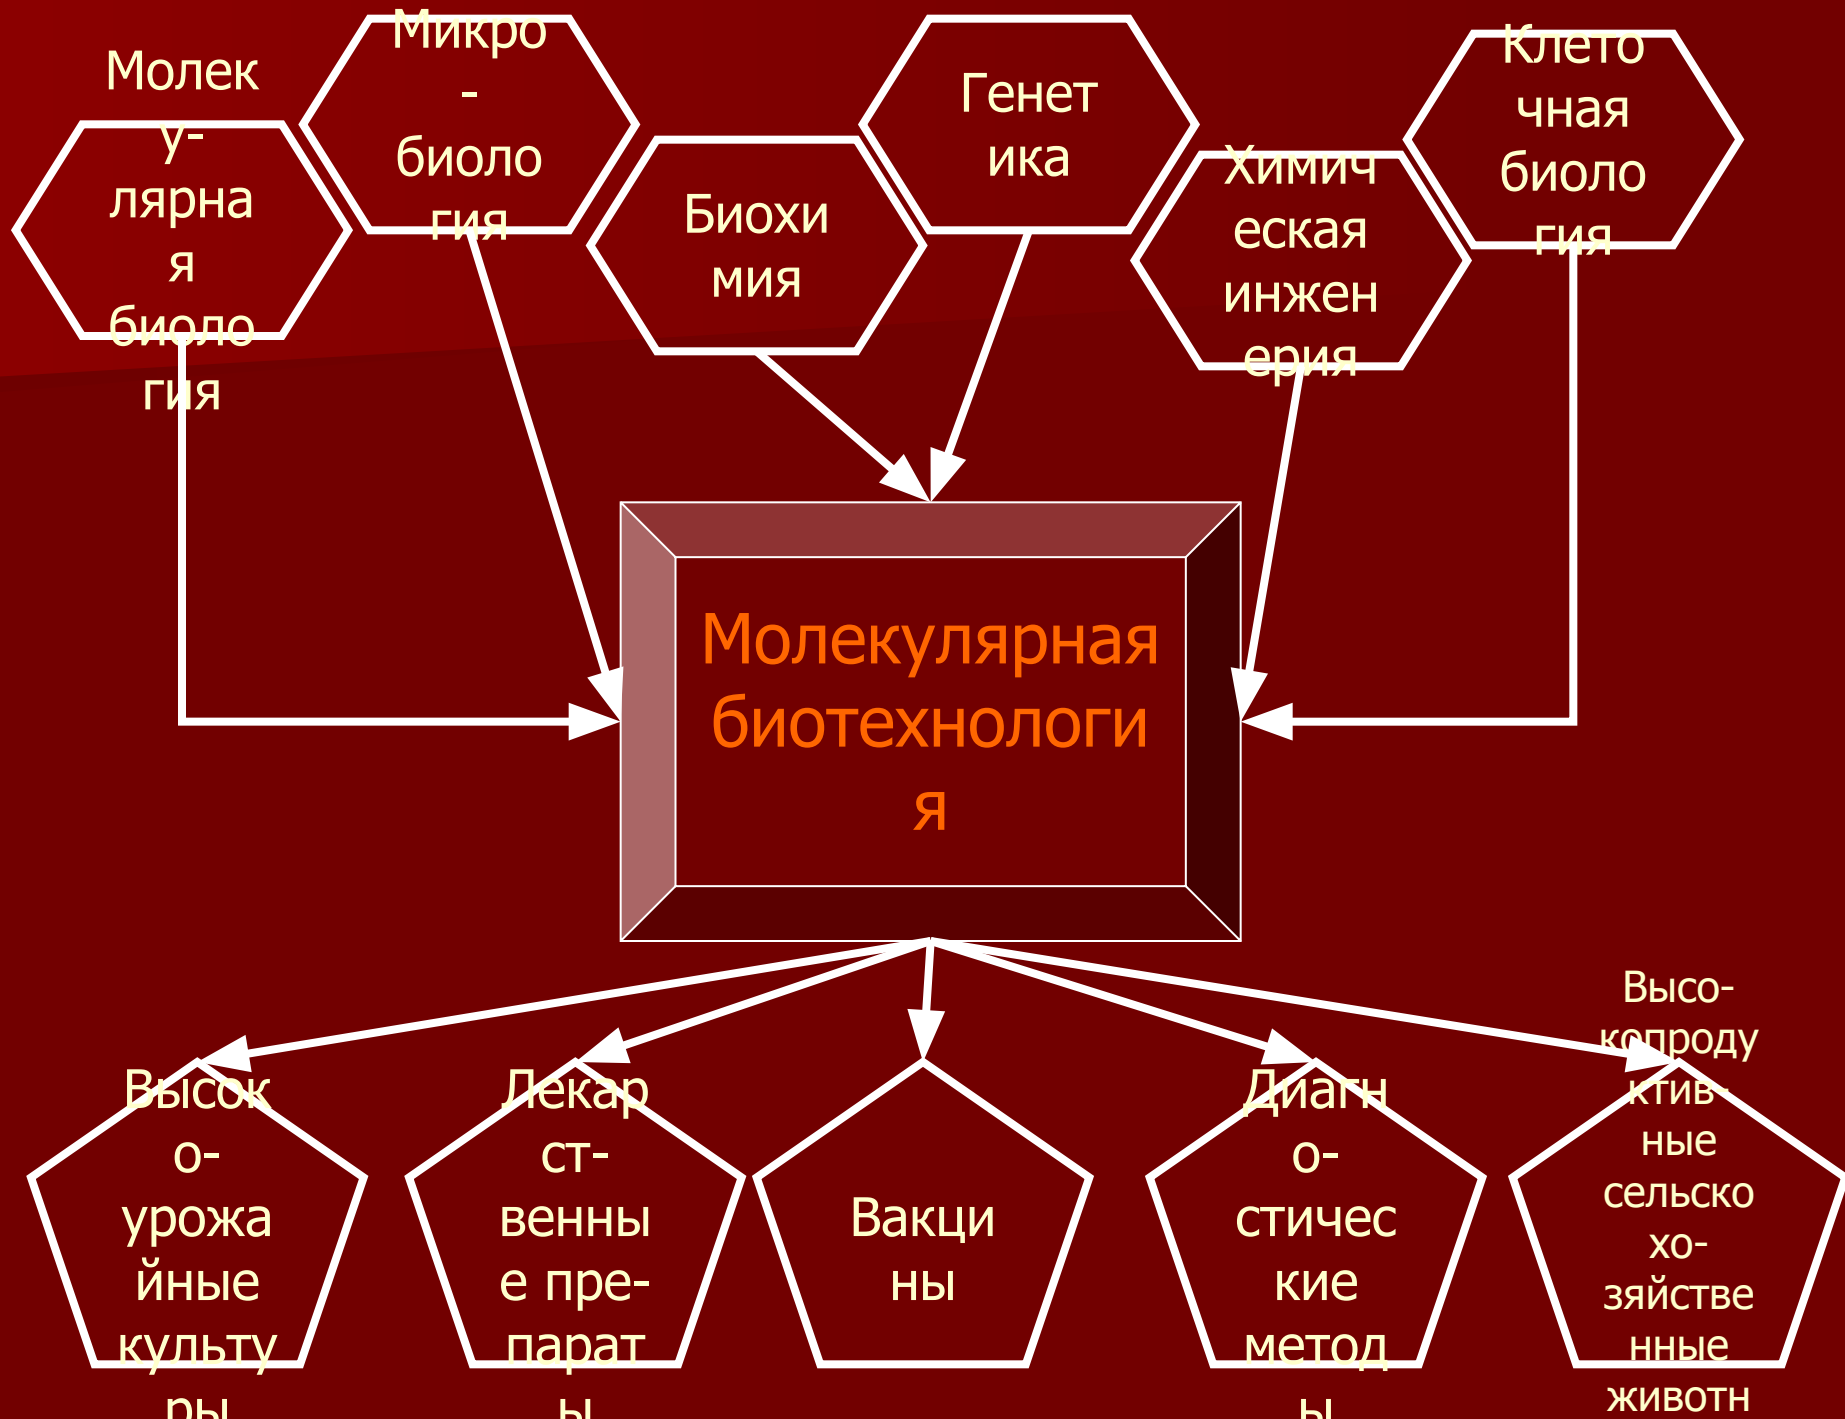 Молек
у-
лярна
я
биоло
гия
Микро
-
биоло
гия
Биохи
мия
Генет
ика
Химич
еская
инжен
ерия
Клето
чная
биоло
гия
Молекулярная
биотехнологи
я
Высок
о-
урожа
йные
культу
ры
Лекар
ст-
венны
е пре-
парат
ы
Вакци
ны
Диагн
о-
стичес
кие
метод
ы
Высо-
копроду
ктив-
ные
сельско
хо-
зяйстве
нные
животн